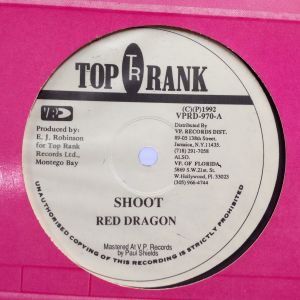 TOP TR RANK
(C)(P)1992
VPRD-970-A
VP
Produced by:
E. J. Robinson
for Top Rank
Records Ltd.,
Montego Bay
Distributed By
V.P. RECORDS DIST.
89-05 138th Street,
Jamaica, N.Y. 11435.
(718) 291-7058
ALSO.
V.P. OF FLORIDA,
5889 S.W. 21st St.
W. Hollywood, Fl. 33023
(305) 966-4744
SHOOT
RED DRAGON
Mastered At V.P. Records
by Paul Shields
UNAUTHORISED COPYING OF THIS RECORDING IS STRICTLY PROHIBITED